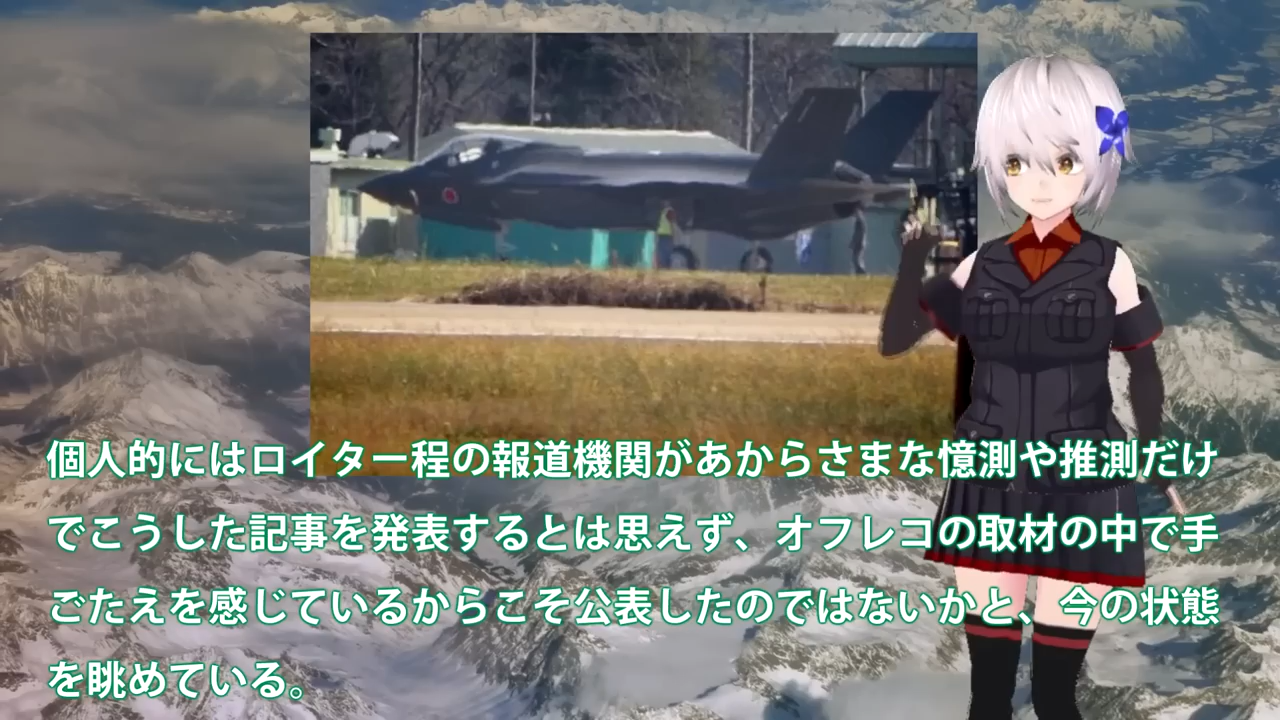 個人的にはロイター程の報道機関があからさまな憶測や推測だけ
でこうした記事を発表するとは思えず、オフレコの取材の中で手
ごたえを感じているからこそ公表したのではないかと、今の状態
を眺めている。